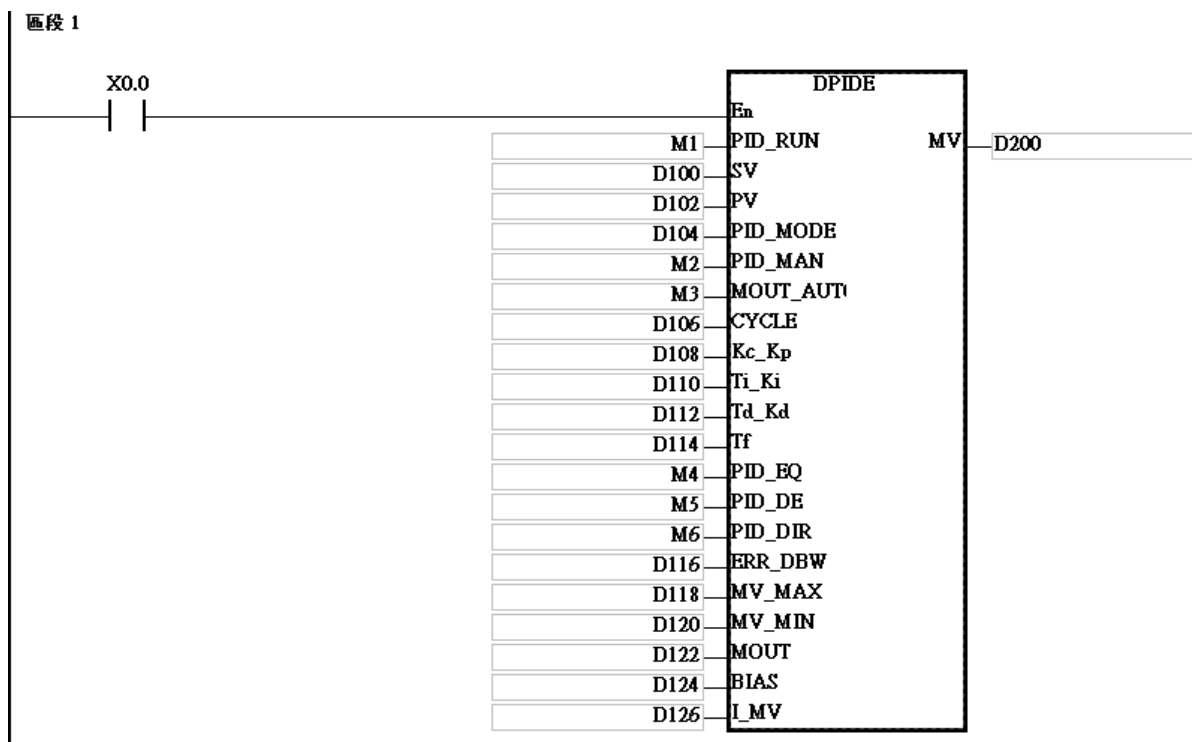 區段 1
X0.0
DPIDE
En
M1 PID_RUN MV D200
D100 SV
D102 PV
D104 PID_MODE
M2 PID_MAN
M3 MOUT_AUT
D106 CYCLE
D108 Kc_Kp
D110 Ti_Ki
D112 Td_Kd
D114 Tf
M4 PID_EQ
M5 PID_DE
M6 PID_DIR
D116 ERR_DBW
D118 MV_MAX
D120 MV_MIN
D122 MOUT
D124 BIAS
D126 I_MV